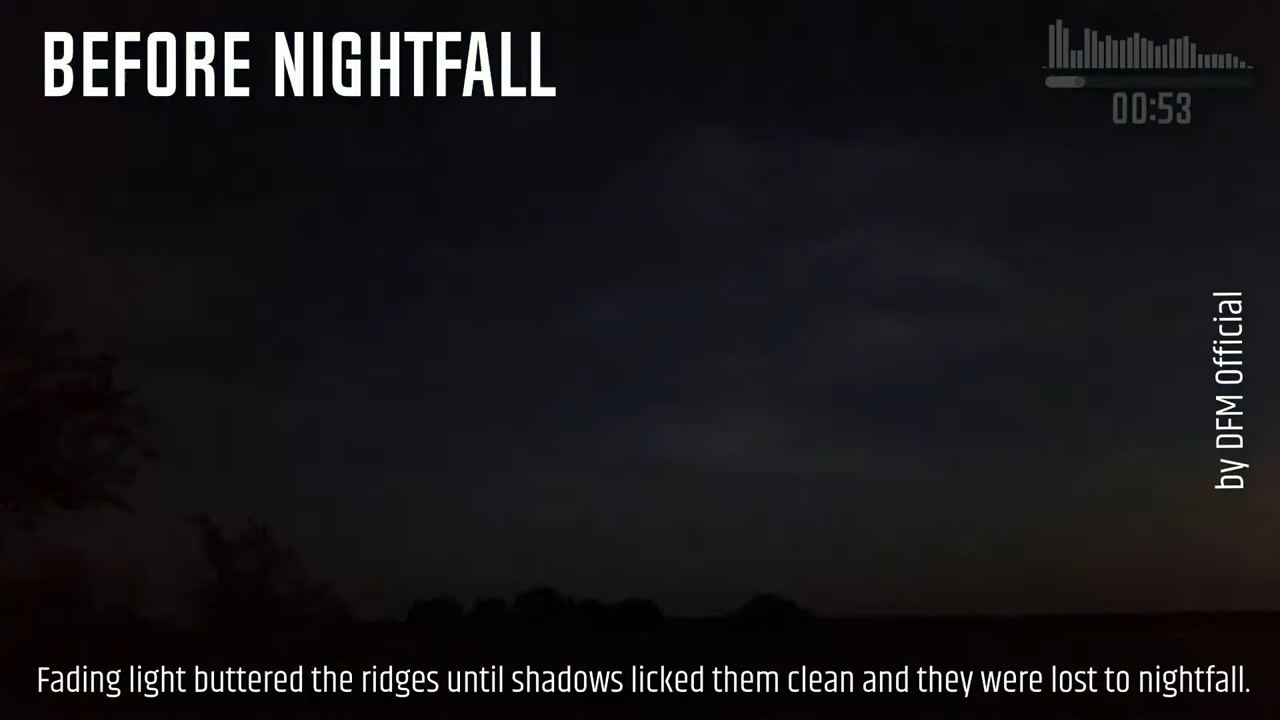 BEFORE NIGHTFALL
00:53
by DFM Official
Fading light buttered the ridges until shadows licked them clean and they were lost to nightfall.